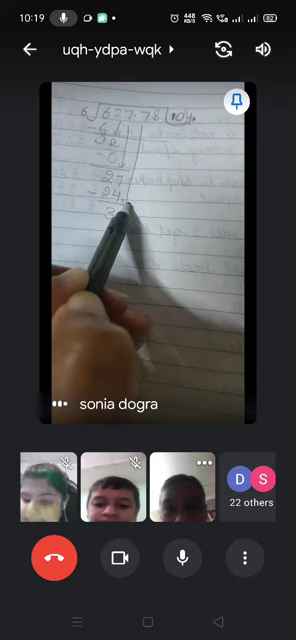 10:19
448 KB/S
82
uqh-ydpa-wqk
6 627.78 104.
- 6
02
- 0
27
- 24
3
sonia dogra
D S
22 others